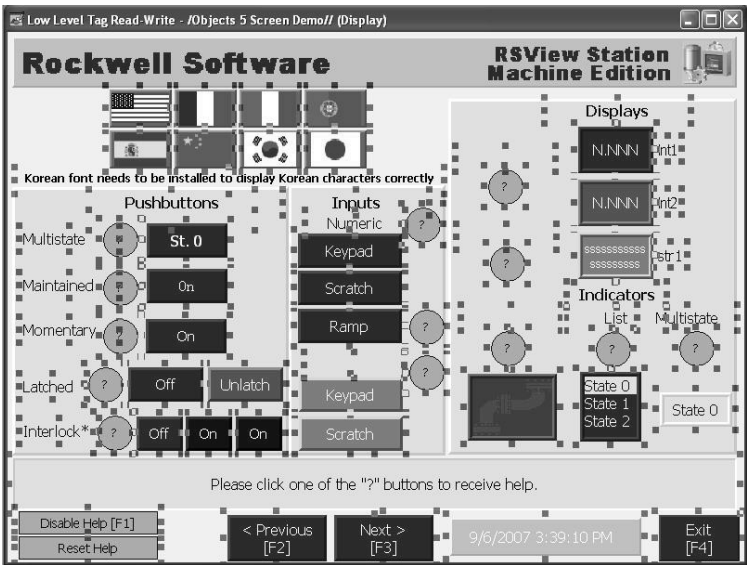 Low Level Tag Read-Write - /Objects 5 Screen Demo// (Display)
Rockwell Software
RSView Station
Machine Edition
Displays
N.NNN
Int1
Korean font needs to be installed to display Korean characters correctly
?
N.NNN
Int2
Pushbuttons
Inputs
Numeric
?
Multistate
?
St. 0
Keypad
?
sssssssssss
sssssssss
str1
Maintained
?
On
Scratch
Indicators
List
Multistate
Momentary
?
On
Ramp
?
?
?
?
Latched
?
Off
Unlatch
?
Keypad
State 0
State 1
State 2
State 0
Interlock*
?
Off
On
On
Scratch
Please click one of the "?" buttons to receive help.
Disable Help [F1]
Reset Help
< Previous
[F2]
Next >
[F3]
9/6/2007 3:39:10 PM
Exit
[F4]